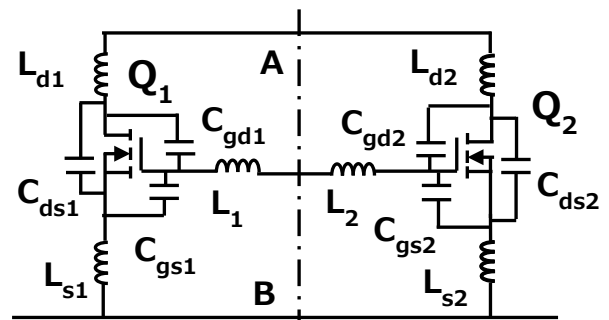 L_d1
Q_1
A
L_d2
Q_2
C_gd1
C_gd2
C_ds1
C_ds2
L_1
L_2
C_gs1
C_gs2
L_s1
B
L_s2